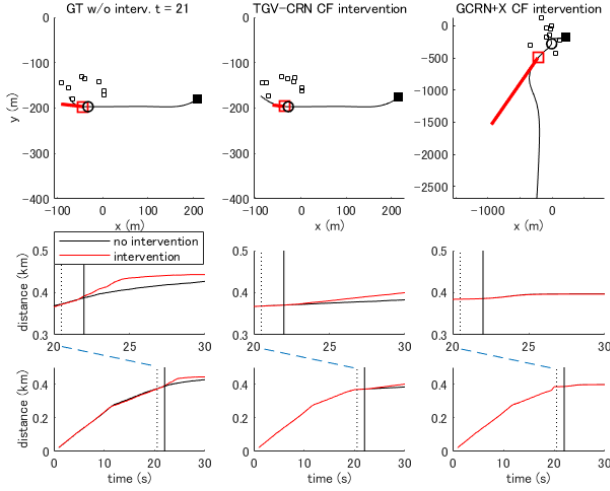 GT w/o interv. t = 21
TGV-CRN CF intervention
GCRN+X CF intervention
y (m)
0
-100
-200
-300
-400
-100 0 100 200
x (m)
0
-100
-200
-300
-400
-100 0 100 200
x (m)
0
-500
-1000
-1500
-2000
-2500
-1000 0
x (m)
no intervention
intervention
distance (km)
0.5
0.4
0.3
20 25 30
0.5
0.4
0.3
20 25 30
0.5
0.4
0.3
20 25 30
distance (km)
0.4
0.2
0
0 10 20 30
time (s)
0.4
0.2
0
0 10 20 30
time (s)
0.4
0.2
0
0 10 20 30
time (s)